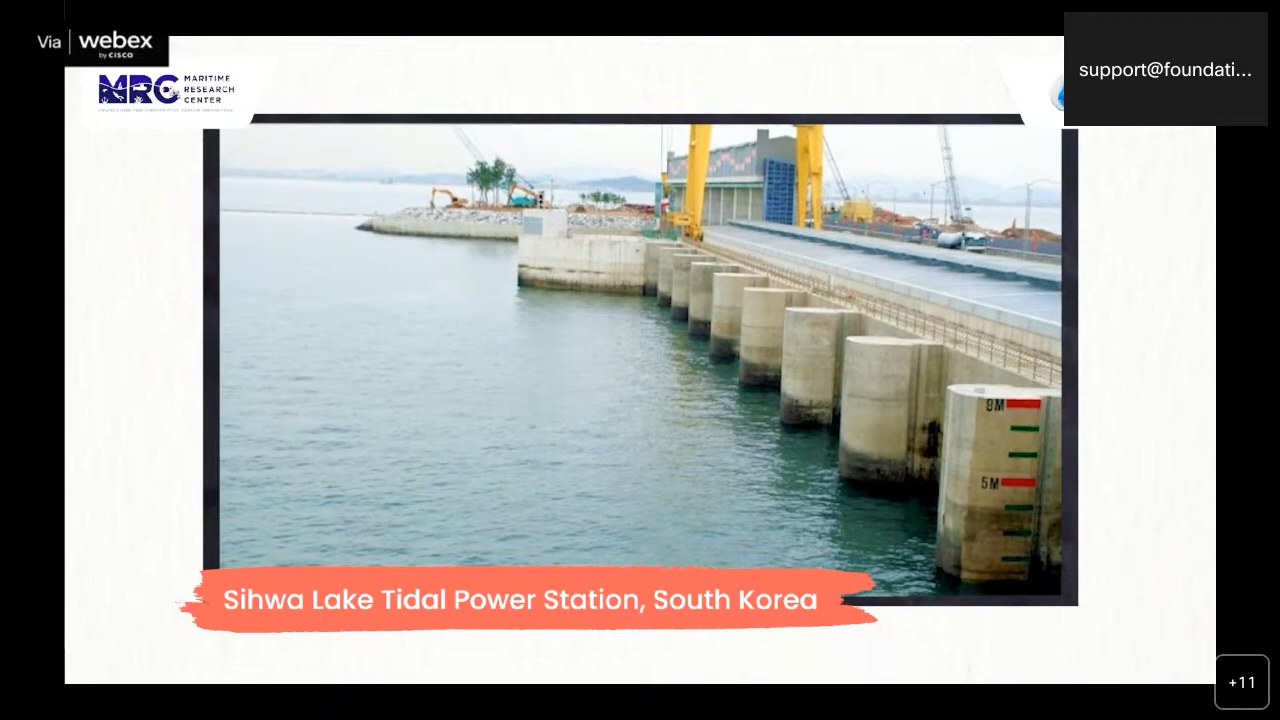 Via webex
by CISCO
support@foundati...
MRC MARITIME
RESEARCH
CENTER
8M
5M
Sihwa Lake Tidal Power Station, South Korea
+11